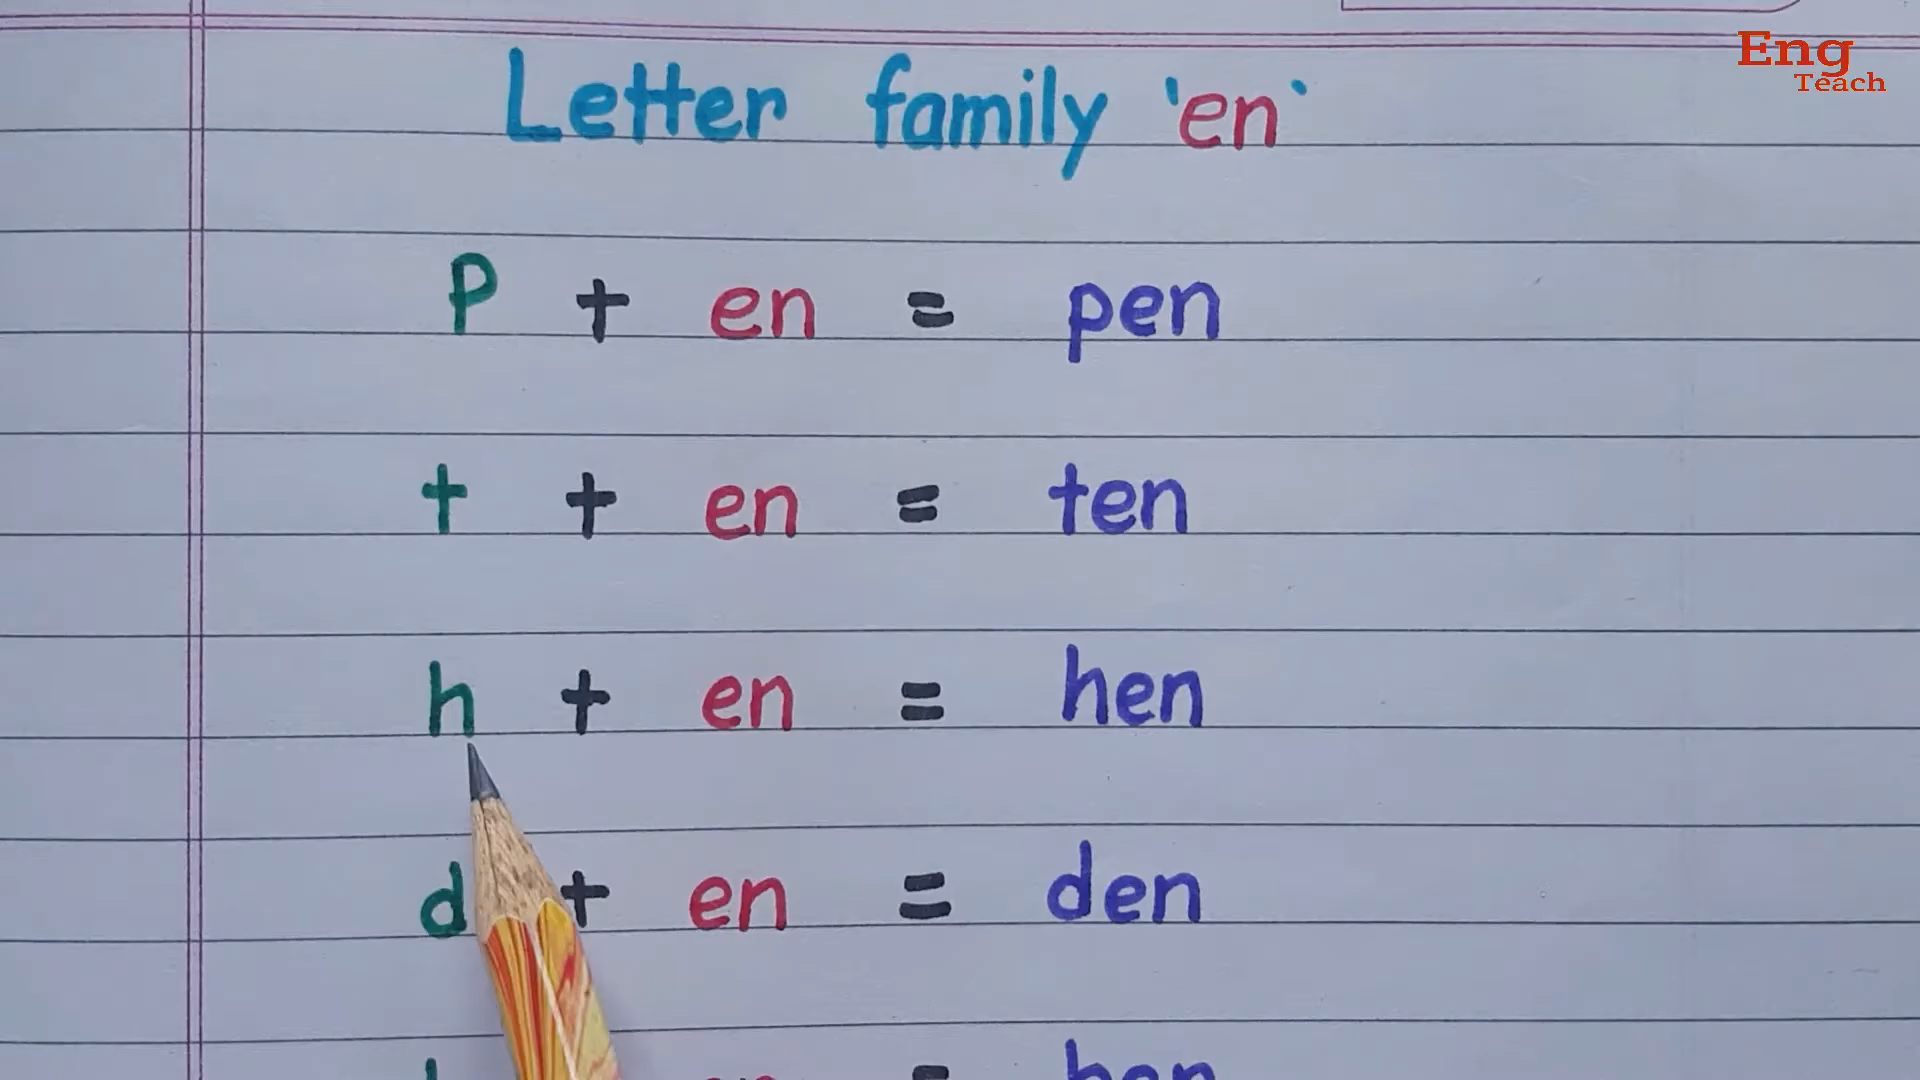 Eng
Teach
Letter family 'en'
P + en = pen
t + en = ten
h + en = hen
d + en = den